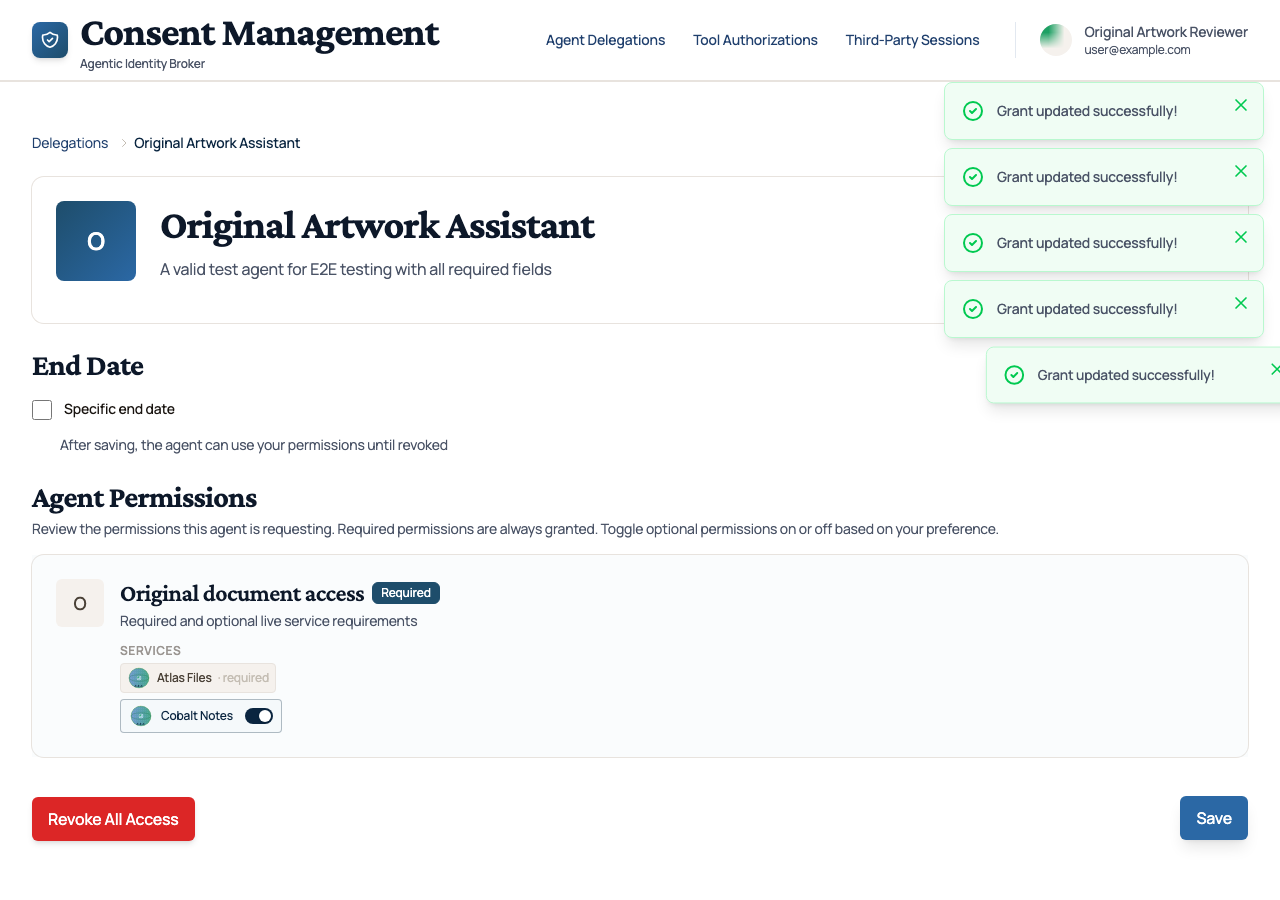 Consent Management
Agentic Identity Broker
Agent Delegations
Tool Authorizations
Third-Party Sessions
Original Artwork Reviewer
user@example.com
Grant updated successfully!
Grant updated successfully!
Grant updated successfully!
Grant updated successfully!
Grant updated successfully!
Delegations
Original Artwork Assistant
O
Original Artwork Assistant
A valid test agent for E2E testing with all required fields
End Date
Specific end date
After saving, the agent can use your permissions until revoked
Agent Permissions
Review the permissions this agent is requesting. Required permissions are always granted. Toggle optional permissions on or off based on your preference.
O
Original document access
Required
Required and optional live service requirements
SERVICES
Atlas Files · required
Cobalt Notes
Revoke All Access
Save